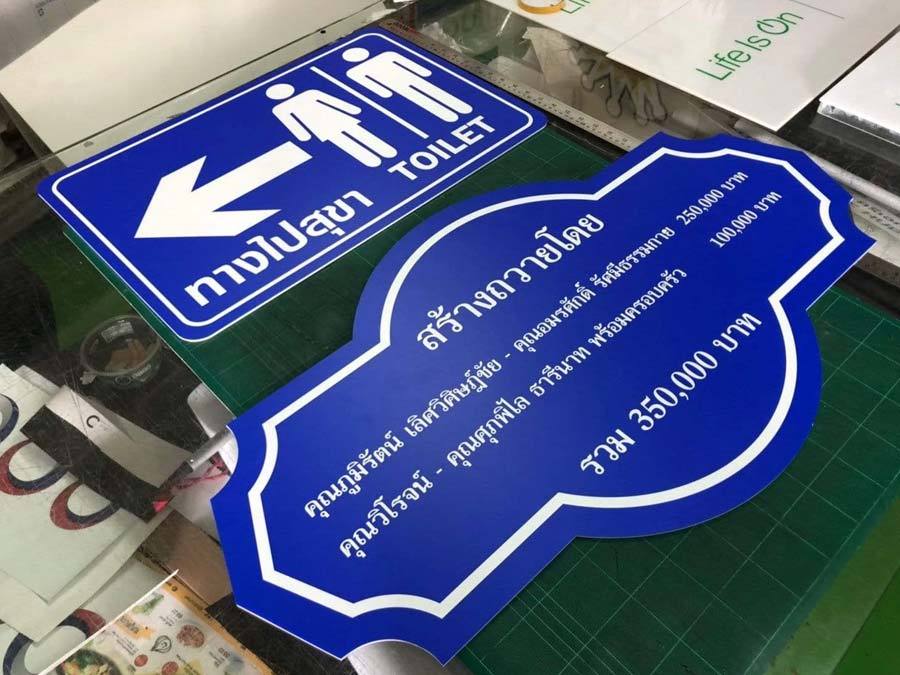 ทางไปสุขา TOILET
สร้างถวายโดย
คุณภูมิรัตน์ เลิศวิศิษฎ์ชัย - คุณอมรศักดิ์ รัศมีธรรมกาย 250,000 บาท
คุณวิโรจน์ - คุณศุภพิไล ธารีนาท พร้อมครอบครัว 100,000 บาท
รวม 350,000 บาท
Life Is On
C